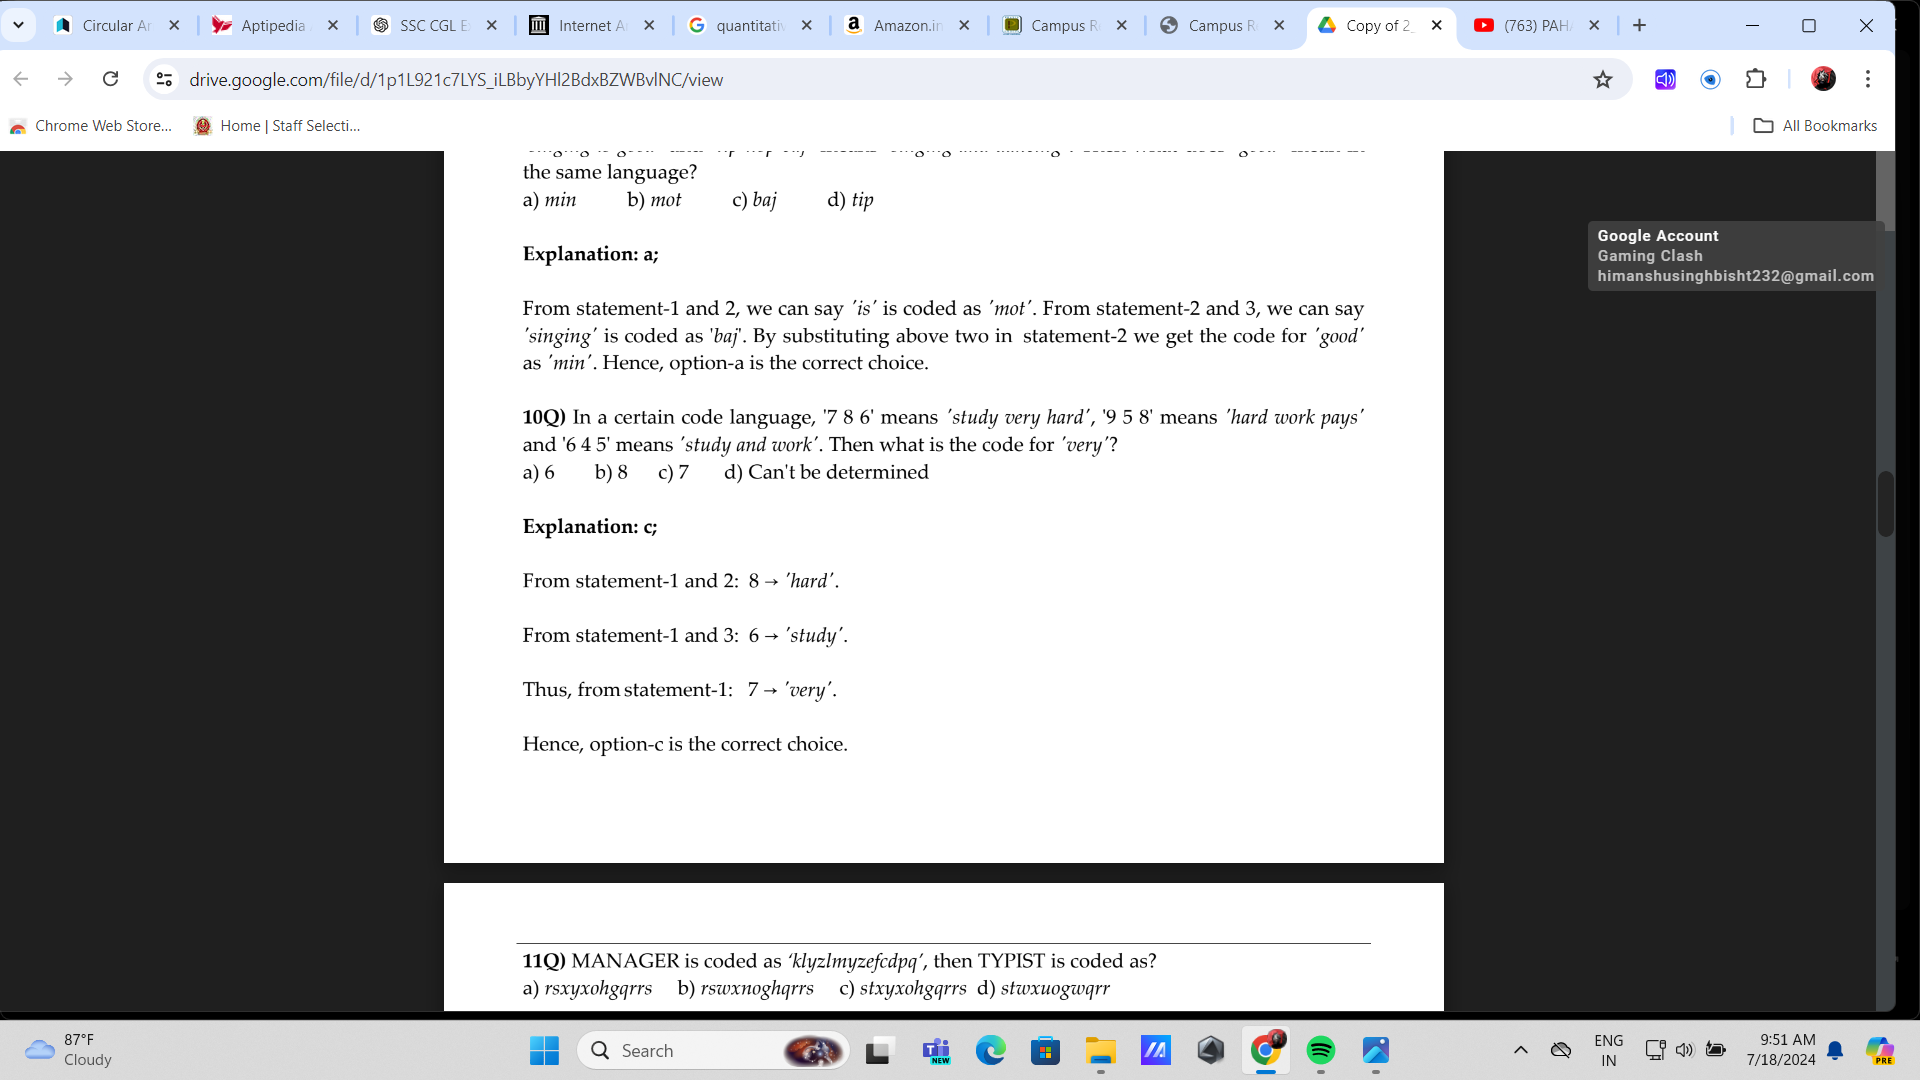 Circular Ar
Aptipedia
SSC CGL E
Internet A
quantitativ
Amazon.in
Campus R
Campus R
Copy of 2_
(763) PAHA
drive.google.com/file/d/1p1L921c7LYS_iLBbyYHl2BdxBZWBvlNC/view
Chrome Web Store...
Home | Staff Selecti...
All Bookmarks
the same language?
a) min b) mot c) baj d) tip
Google Account
Gaming Clash
himanshusinghbisht232@gmail.com
Explanation: a;
From statement-1 and 2, we can say 'is' is coded as 'mot'. From statement-2 and 3, we can say
'singing' is coded as 'baj'. By substituting above two in statement-2 we get the code for 'good'
as 'min'. Hence, option-a is the correct choice.
10Q) In a certain code language, '7 8 6' means 'study very hard', '9 5 8' means 'hard work pays'
and '6 4 5' means 'study and work'. Then what is the code for 'very'?
a) 6 b) 8 c) 7 d) Can't be determined
Explanation: c;
From statement-1 and 2: 8 → 'hard'.
From statement-1 and 3: 6 → 'study'.
Thus, from statement-1: 7 → 'very'.
Hence, option-c is the correct choice.
11Q) MANAGER is coded as ‘klyzlmyzefcdpq’, then TYPIST is coded as?
a) rsxyxohgqrrs b) rswxnoghqrrs c) stxyxohgqrrs d) stwxuogwqrr
87°F
Cloudy
Search
NEW
ENG
IN
9:51 AM
7/18/2024
PRE